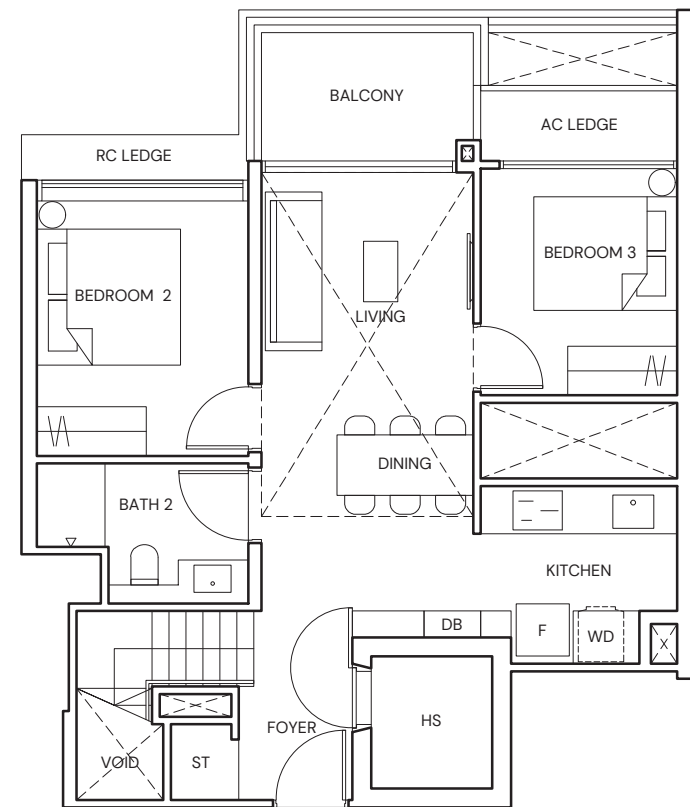 BALCONY
AC LEDGE
RC LEDGE
BEDROOM 3
BEDROOM 2
LIVING
DINING
BATH 2
KITCHEN
DB
F
WD
X
FOYER
HS
VOID
ST